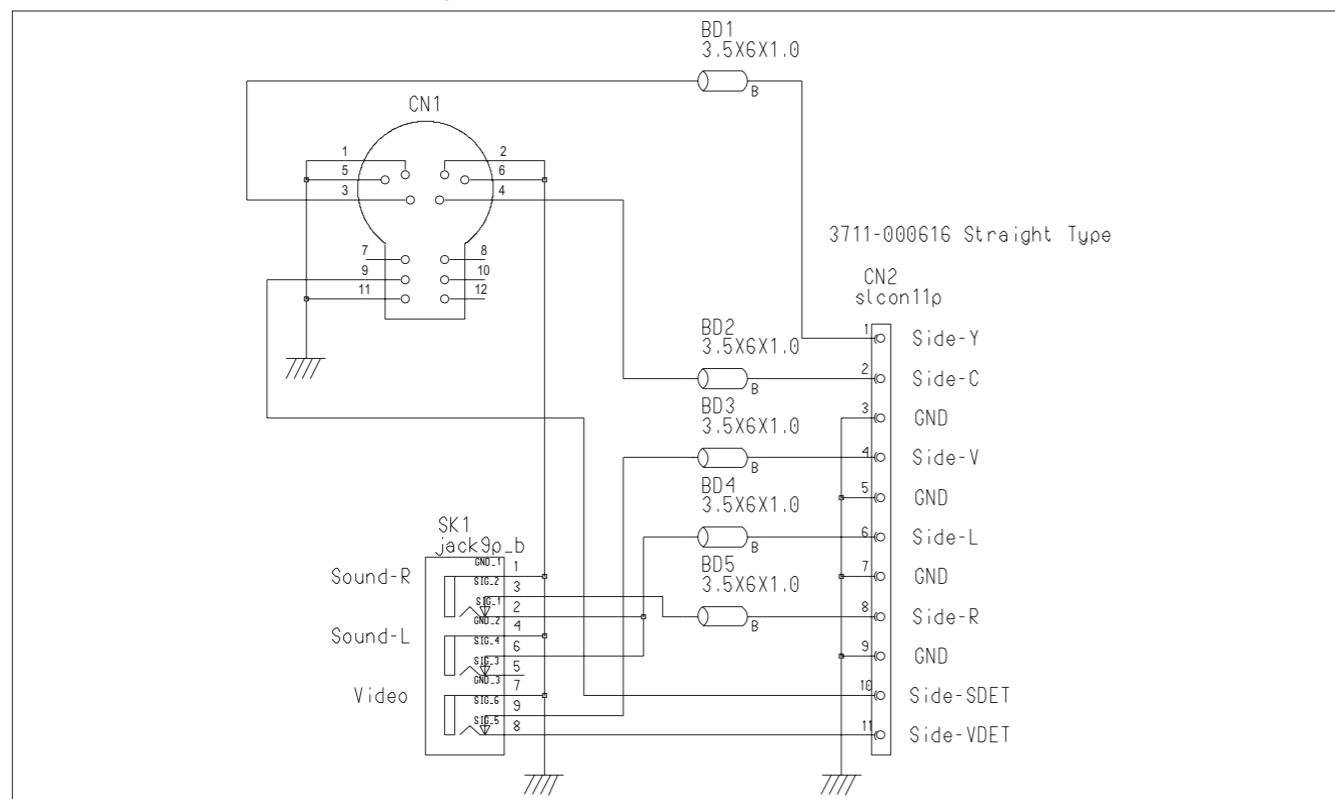 BD1
3.5X6X1.0
B
CN1
1
2
5
6
3
4
7
8
9
10
11
12
3711-000616 Straight Type
CN2
slcon11p
BD2
3.5X6X1.0
B
BD3
3.5X6X1.0
B
BD4
3.5X6X1.0
B
BD5
3.5X6X1.0
B
1 Side-Y
2 Side-C
3 GND
4 Side-V
5 GND
6 Side-L
7 GND
8 Side-R
9 GND
10 Side-SDET
11 Side-VDET
SK1
jack9p_b
Sound-R
GND_1 1
SIG_2 3
SIG_1 2
Sound-L
GND_2 4
SIG_4 6
SIG_3 5
Video
GND_3 7
SIG_6 9
SIG_5 8